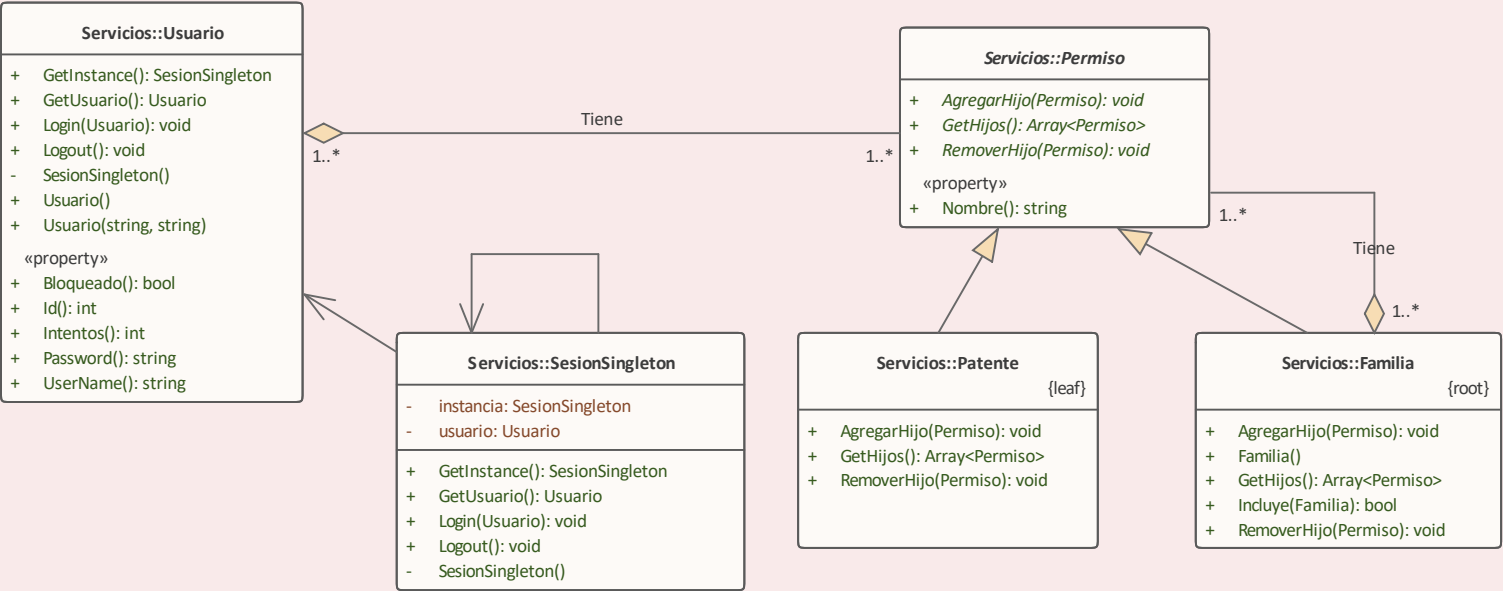 Servicios::Usuario
+ GetInstance(): SesionSingleton
+ GetUsuario(): Usuario
+ Login(Usuario): void
+ Logout(): void
- SesionSingleton()
+ Usuario()
+ Usuario(string, string)
«property»
+ Bloqueado(): bool
+ Id(): int
+ Intentos(): int
+ Password(): string
+ UserName(): string
Tiene
1..*
1..*
Servicios::Permiso
+ AgregarHijo(Permiso): void
+ GetHijos(): Array<Permiso>
+ RemoverHijo(Permiso): void
«property»
+ Nombre(): string
1..*
Tiene
1..*
Servicios::SesionSingleton
- instancia: SesionSingleton
- usuario: Usuario
+ GetInstance(): SesionSingleton
+ GetUsuario(): Usuario
+ Login(Usuario): void
+ Logout(): void
- SesionSingleton()
Servicios::Patente
{leaf}
+ AgregarHijo(Permiso): void
+ GetHijos(): Array<Permiso>
+ RemoverHijo(Permiso): void
Servicios::Familia
{root}
+ AgregarHijo(Permiso): void
+ Familia()
+ GetHijos(): Array<Permiso>
+ Incluye(Familia): bool
+ RemoverHijo(Permiso): void